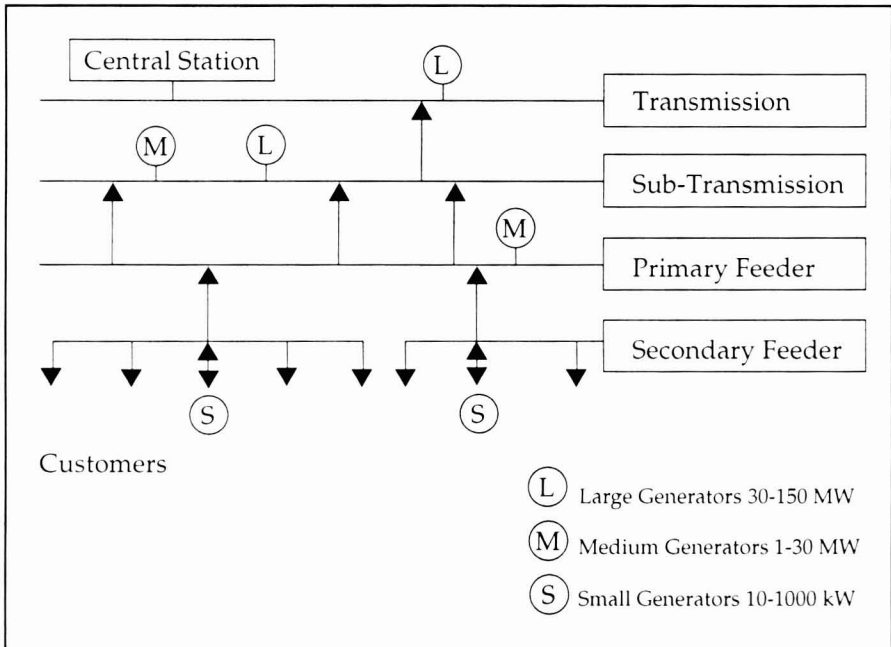 Central Station
L
Transmission
M
L
Sub-Transmission
M
Primary Feeder
Secondary Feeder
S
S
Customers
L Large Generators 30-150 MW
M Medium Generators 1-30 MW
S Small Generators 10-1000 kW